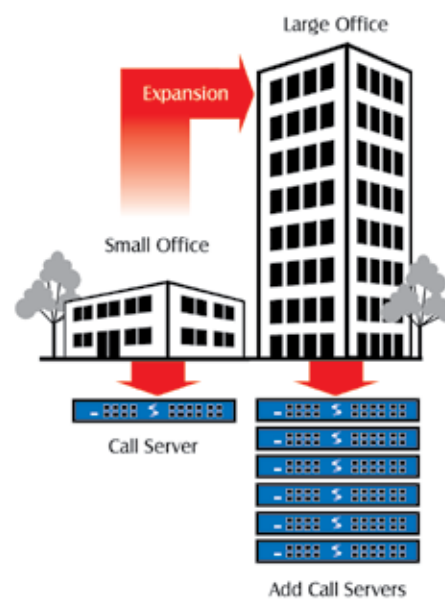 Large Office
Expansion
Small Office
Call Server
Add Call Servers